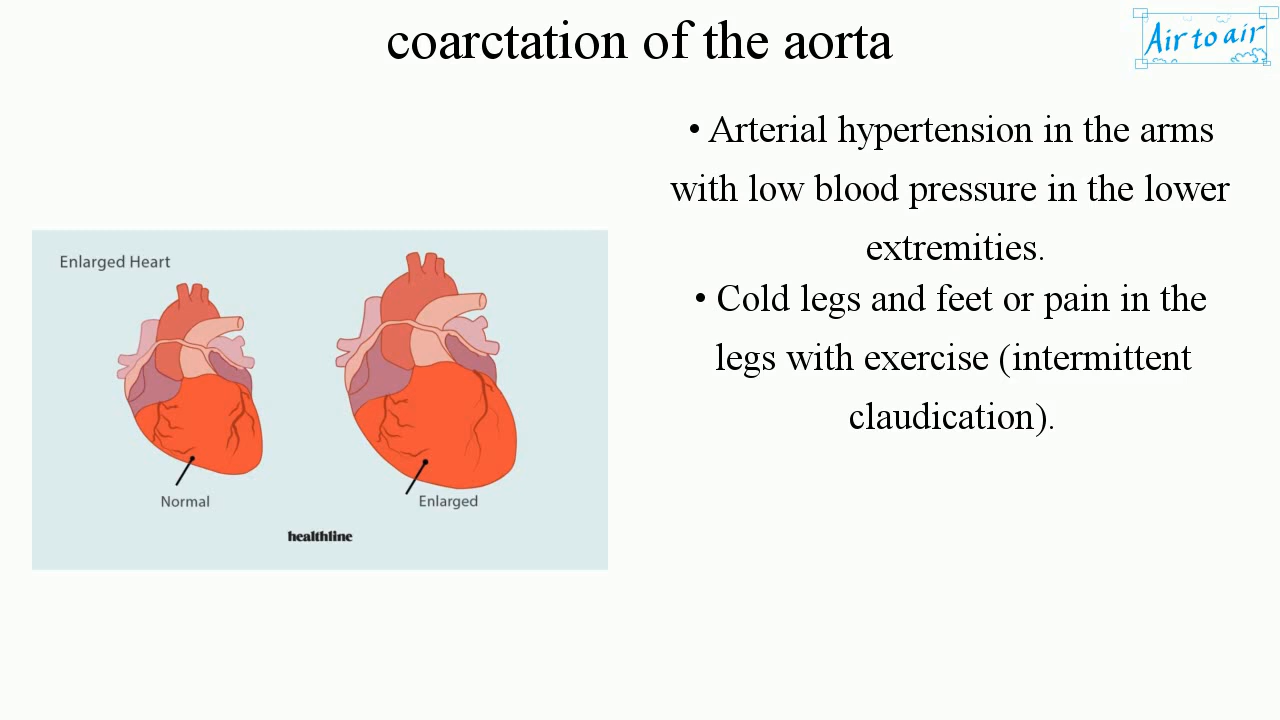 coarctation of the aorta
Air to air
• Arterial hypertension in the arms
with low blood pressure in the lower
extremities.
• Cold legs and feet or pain in the
legs with exercise (intermittent
claudication).
Enlarged Heart
Normal
Enlarged
healthline